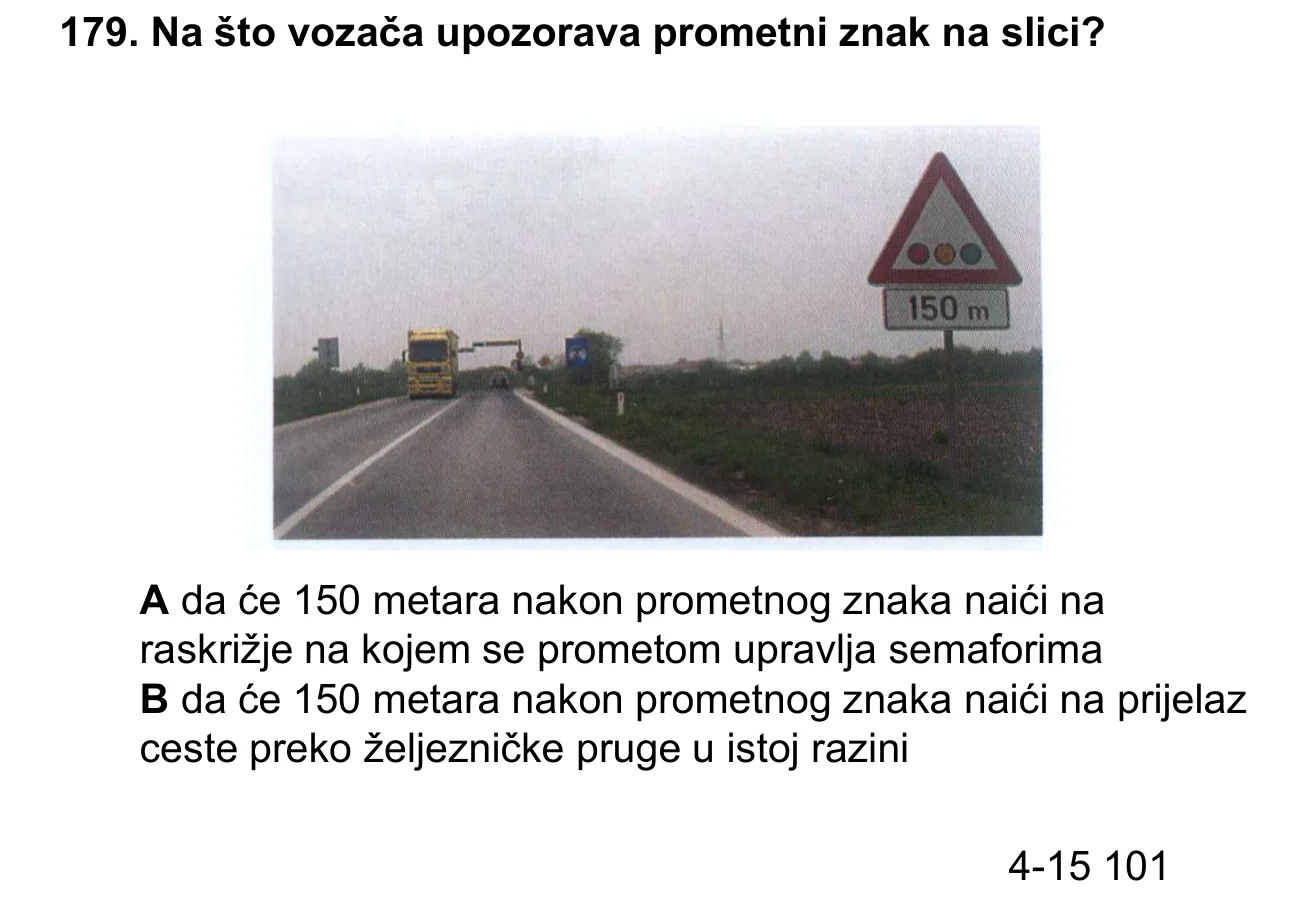 179. Na što vozača upozorava prometni znak na slici?
150 m
A da će 150 metara nakon prometnog znaka naići na
raskrižje na kojem se prometom upravlja semaforima
B da će 150 metara nakon prometnog znaka naići na prijelaz
ceste preko željezničke pruge u istoj razini
4-15 101